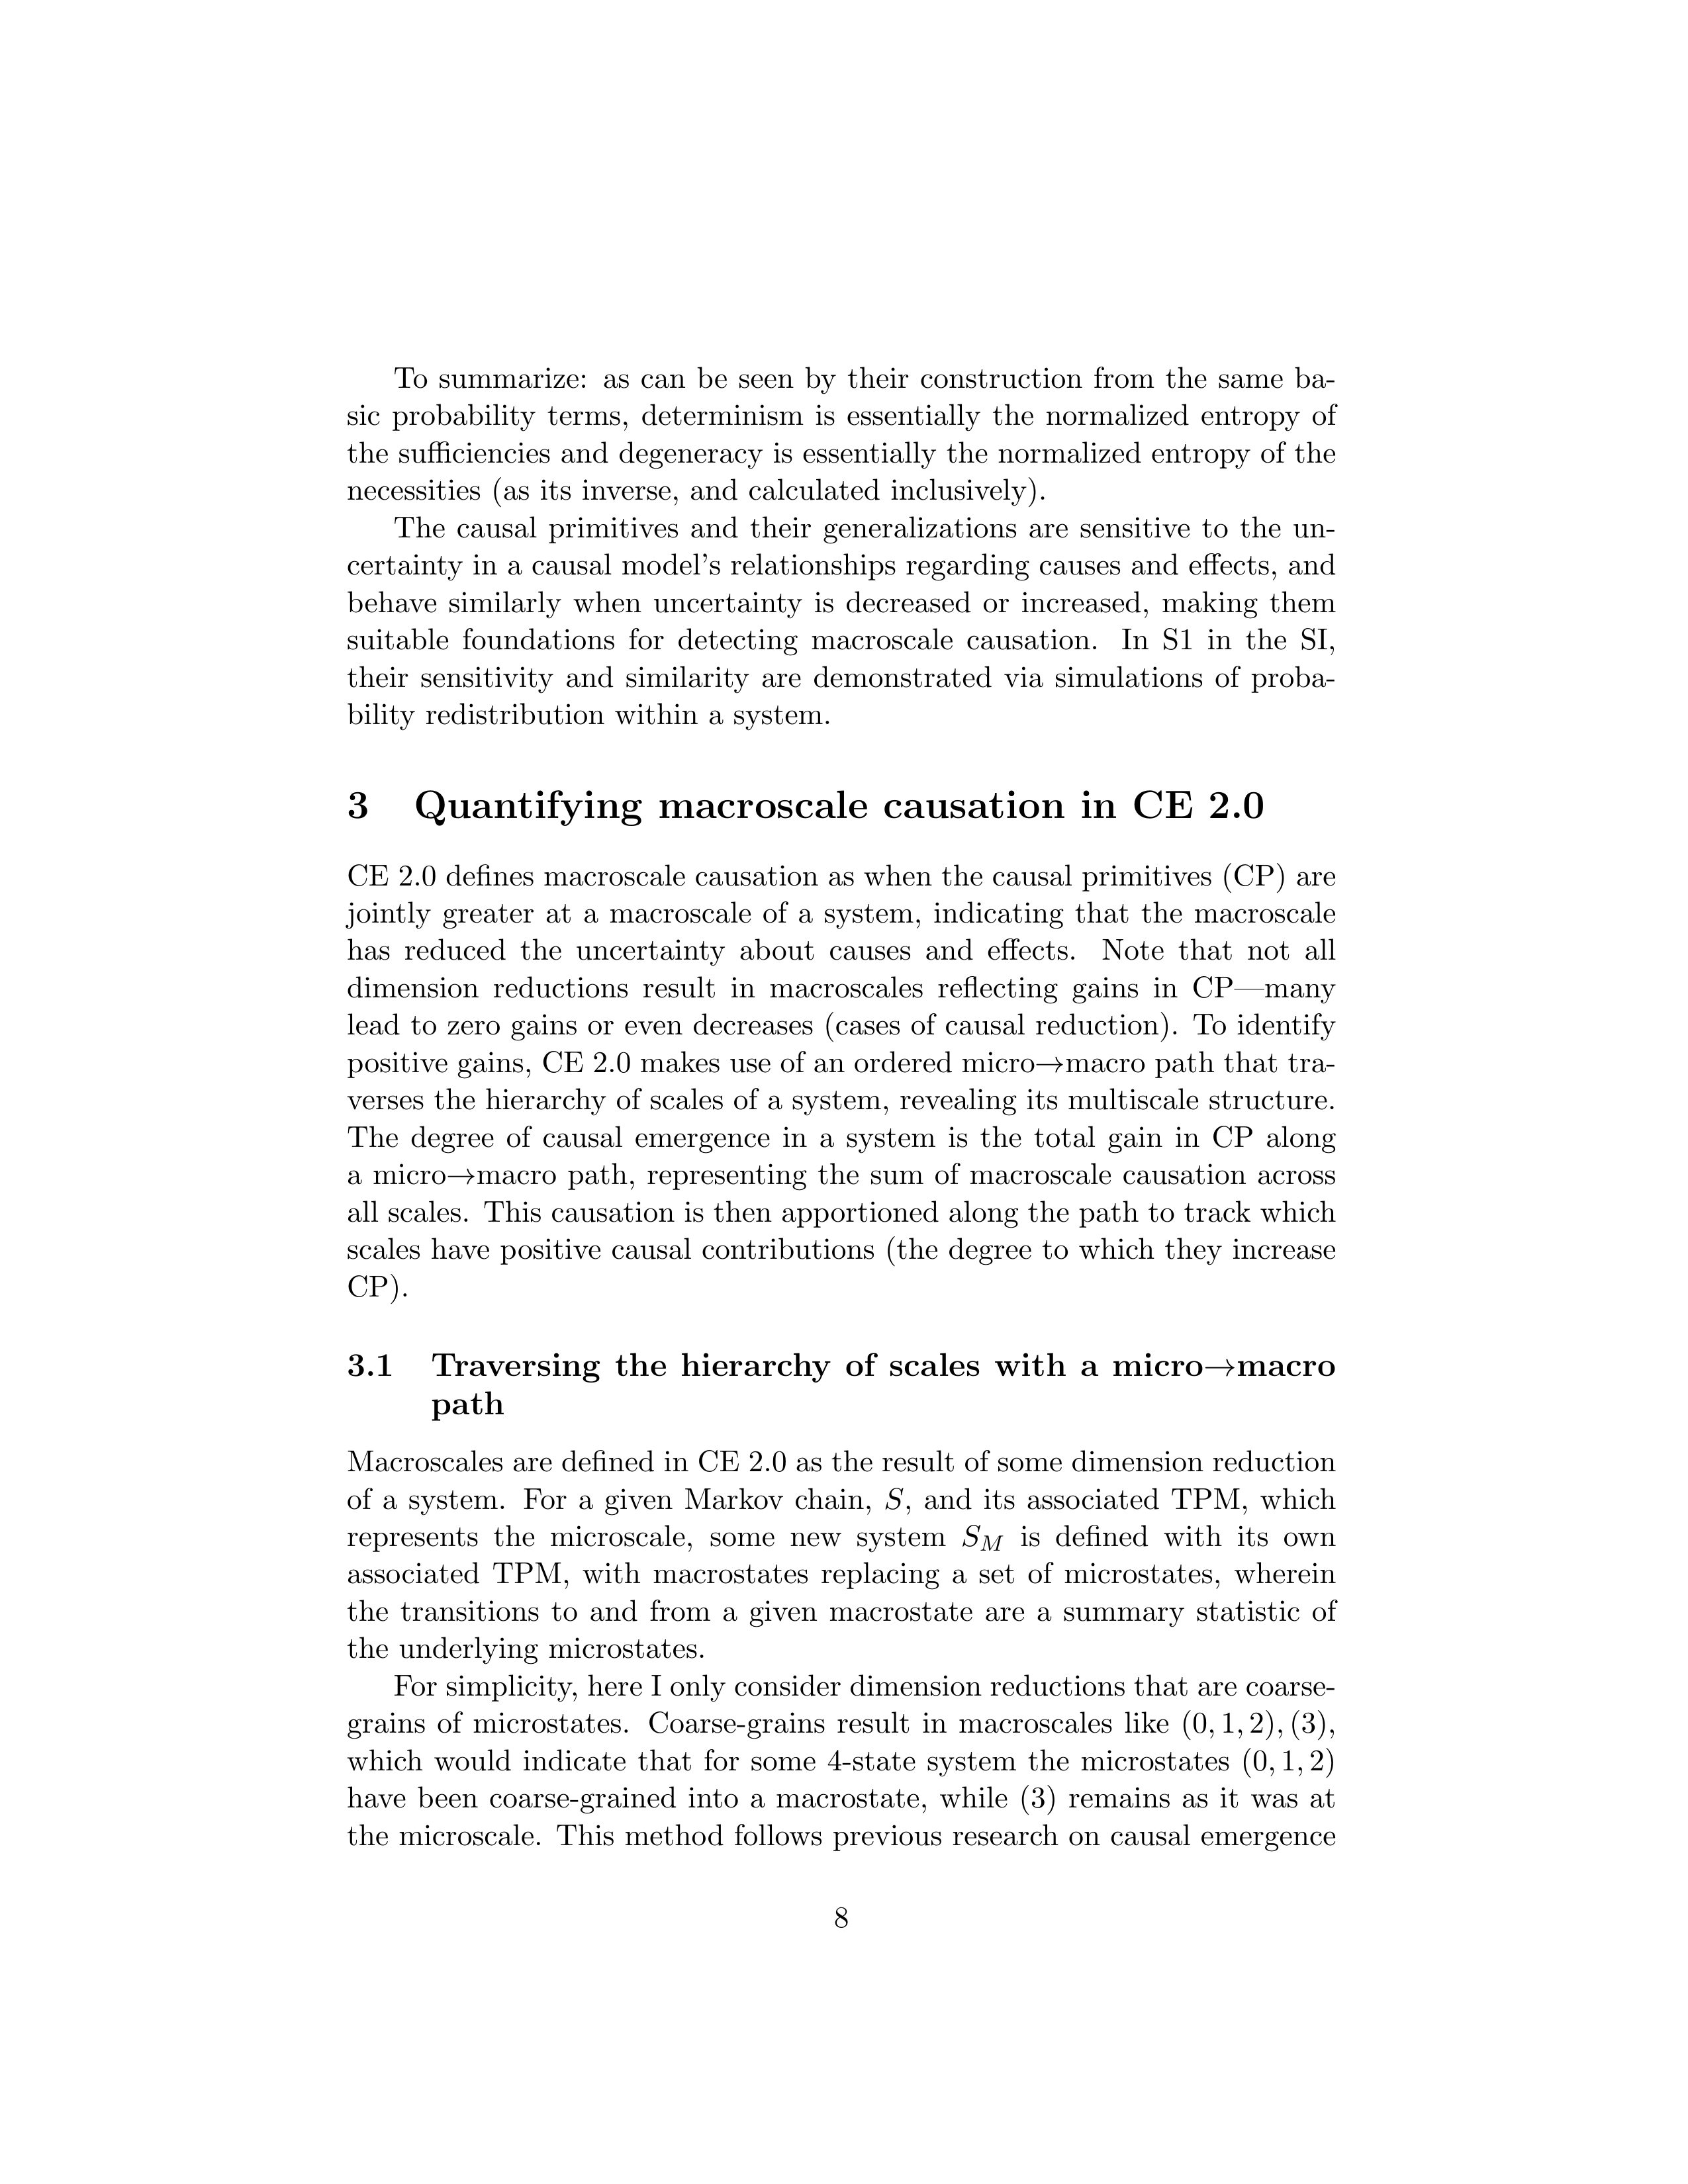 To summarize: as can be seen by their construction from the same ba-
sic probability terms, determinism is essentially the normalized entropy of
the sufficiencies and degeneracy is essentially the normalized entropy of the
necessities (as its inverse, and calculated inclusively).
The causal primitives and their generalizations are sensitive to the un-
certainty in a causal model's relationships regarding causes and effects, and
behave similarly when uncertainty is decreased or increased, making them
suitable foundations for detecting macroscale causation. In S1 in the SI,
their sensitivity and similarity are demonstrated via simulations of proba-
bility redistribution within a system.
3 Quantifying macroscale causation in CE 2.0
CE 2.0 defines macroscale causation as when the causal primitives (CP) are
jointly greater at a macroscale of a system, indicating that the macroscale
has reduced the uncertainty about causes and effects. Note that not all
dimension reductions result in macroscales reflecting gains in CP—many
lead to zero gains or even decreases (cases of causal reduction). To identify
positive gains, CE 2.0 makes use of an ordered micro→macro path that tra-
verses the hierarchy of scales of a system, revealing its multiscale structure.
The degree of causal emergence in a system is the total gain in CP along
a micro→macro path, representing the sum of macroscale causation across
all scales. This causation is then apportioned along the path to track which
scales have positive causal contributions (the degree to which they increase
CP).
3.1 Traversing the hierarchy of scales with a micro→macro
path
Macroscales are defined in CE 2.0 as the result of some dimension reduction
of a system. For a given Markov chain, S, and its associated TPM, which
represents the microscale, some new system S_M is defined with its own
associated TPM, with macrostates replacing a set of microstates, wherein
the transitions to and from a given macrostate are a summary statistic of
the underlying microstates.
For simplicity, here I only consider dimension reductions that are coarse-
grains of microstates. Coarse-grains result in macroscales like (0, 1, 2), (3),
which would indicate that for some 4-state system the microstates (0, 1, 2)
have been coarse-grained into a macrostate, while (3) remains as it was at
the microscale. This method follows previous research on causal emergence
8